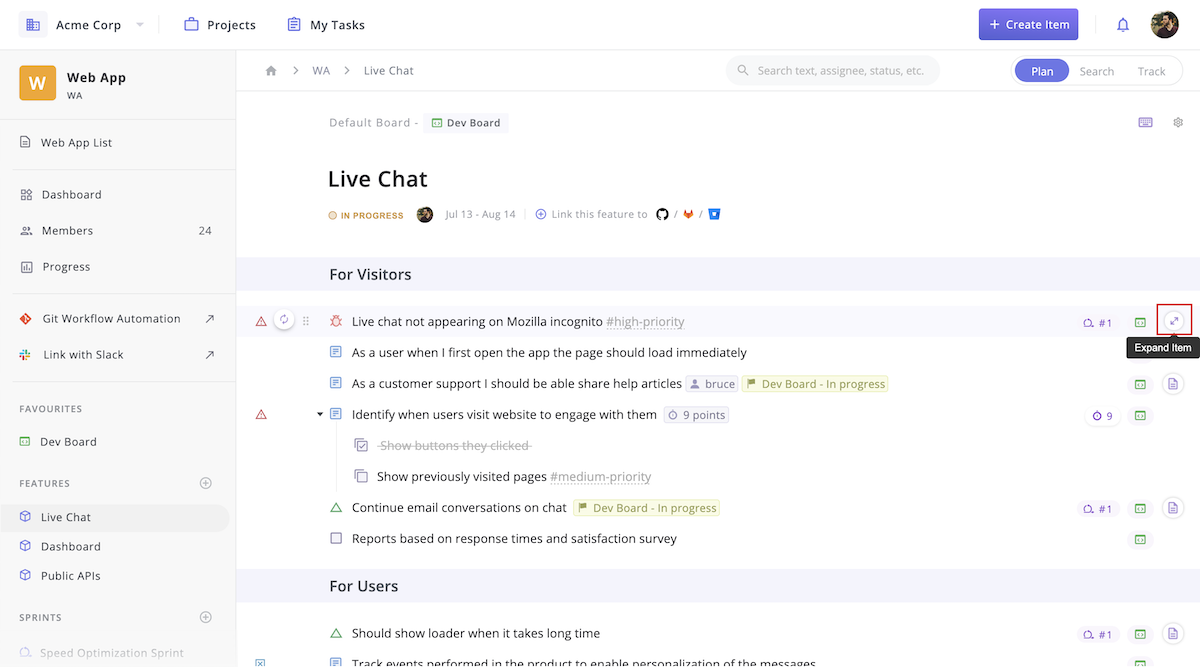 Acme Corp
Projects
My Tasks
+ Create Item
W
Web App
WA
WA
Live Chat
Search text, assignee, status, etc.
Plan
Search
Track
Web App List
Dashboard
Members
24
Progress
Git Workflow Automation
Link with Slack
FAVOURITES
Dev Board
FEATURES
Live Chat
Dashboard
Public APIs
SPRINTS
Speed Optimization Sprint
Default Board - Dev Board
Live Chat
IN PROGRESS Jul 13 - Aug 14 Link this feature to / /
For Visitors
Live chat not appearing on Mozilla incognito #high-priority #1
Expand Item
As a user when I first open the app the page should load immediately
As a customer support I should be able share help articles bruce Dev Board - In progress
Identify when users visit website to engage with them 9 points 9
Show buttons they clicked
Show previously visited pages #medium-priority
Continue email conversations on chat Dev Board - In progress #1
Reports based on response times and satisfaction survey
For Users
Should show loader when it takes long time #1
Track events performed in the product to enable personalization of the messages